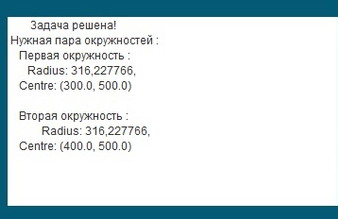 Задача решена!
Нужная пара окружностей :
Первая окружность :
Radius: 316,227766,
Centre: (300.0, 500.0)
Вторая окружность :
Radius: 316,227766,
Centre: (400.0, 500.0)